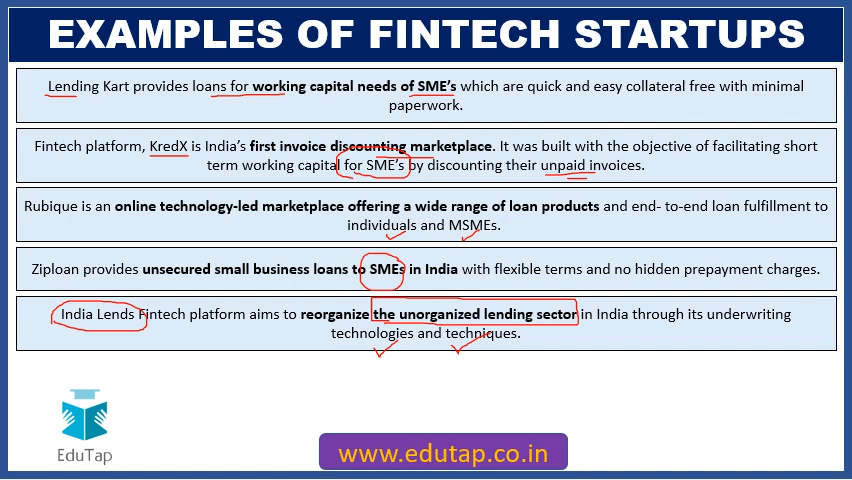 EXAMPLES OF FINTECH STARTUPS
Lending Kart provides loans for working capital needs of SME's which are quick and easy collateral free with minimal
paperwork.
Fintech platform, KredX is India's first invoice discounting marketplace. It was built with the objective of facilitating short
term working capital for SME's by discounting their unpaid invoices.
Rubique is an online technology-led marketplace offering a wide range of loan products and end- to-end loan fulfillment to
individuals and MSMEs.
Ziploan provides unsecured small business loans to SMEs in India with flexible terms and no hidden prepayment charges.
India Lends Fintech platform aims to reorganize the unorganized lending sector in India through its underwriting
technologies and techniques.
EduTap
www.edutap.co.in